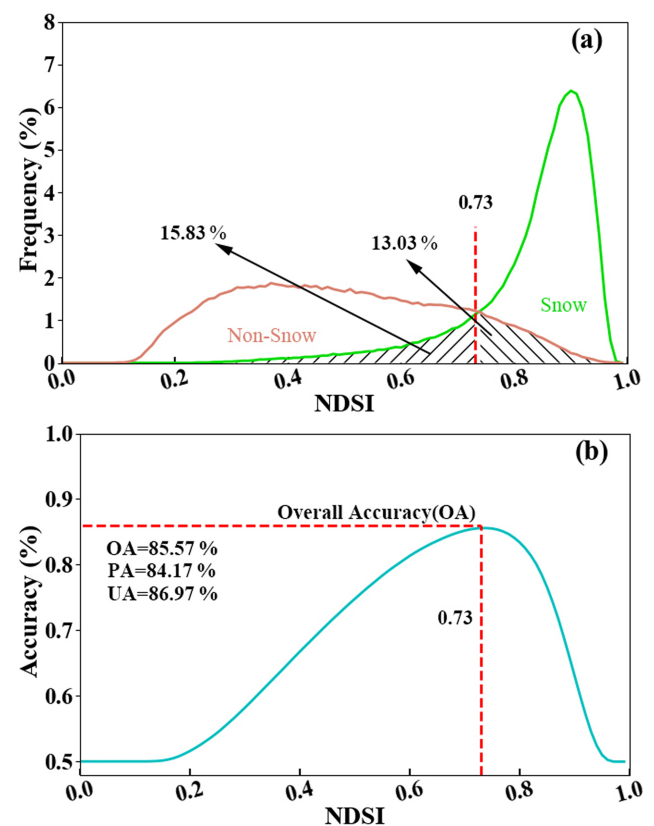 8
(a)
7
6
5
4
3
2
1
0
Frequency (%)
0.73
15.83 %
13.03 %
Non-Snow
Snow
0.0
0.2
0.4
0.6
0.8
1.0
NDSI
1.0
(b)
0.9
0.8
0.7
0.6
0.5
Accuracy (%)
Overall Accuracy(OA)
OA=85.57 %
PA=84.17 %
UA=86.97 %
0.73
0.0
0.2
0.4
0.6
0.8
1.0
NDSI